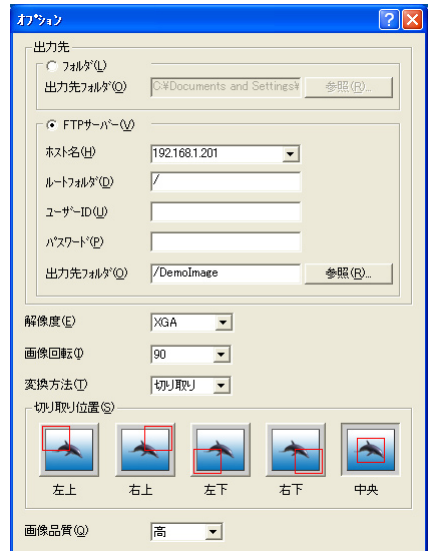 オプション
出力先
フォルダ(L)
出力先フォルダ(O) C:¥Documents and Settings¥ 参照(R)...
FTPサーバー(V)
ホスト名(H) 192.168.1.201
ルートフォルダ(D) /
ユーザーID(U)
パスワード(P)
出力先フォルダ(O) /DemoImage 参照(R)...
解像度(E) XGA
画像回転(I) 90
変換方法(T) 切り取り
切り取り位置(S)
左上 右上 左下 右下 中央
画像品質(Q) 高